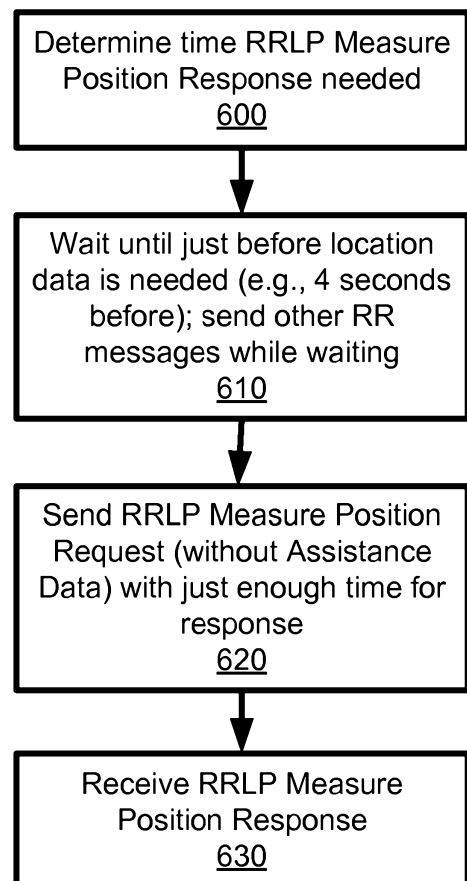 Determine time RRLP Measure
Position Response needed
600
Wait until just before location
data is needed (e.g., 4 seconds
before); send other RR
messages while waiting
610
Send RRLP Measure Position
Request (without Assistance
Data) with just enough time for
response
620
Receive RRLP Measure
Position Response
630